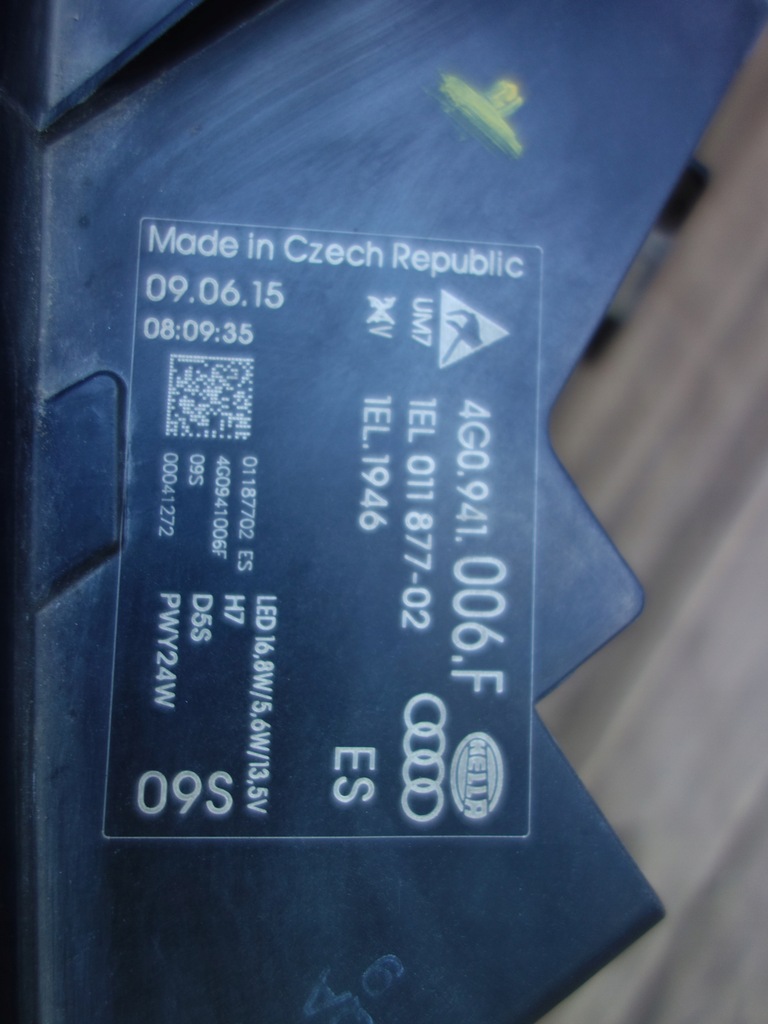 Made in Czech Republic
09.06.15
08:09:35
4G0.941.006.F
HELLA
UM7
1EL 011 877-02
V
1EL.1946
ES
01187702 ES
4G0941006F
09S
00041272
LED 16,8W/5,6W/13,5V
H7
D5S
PWY24W
09S